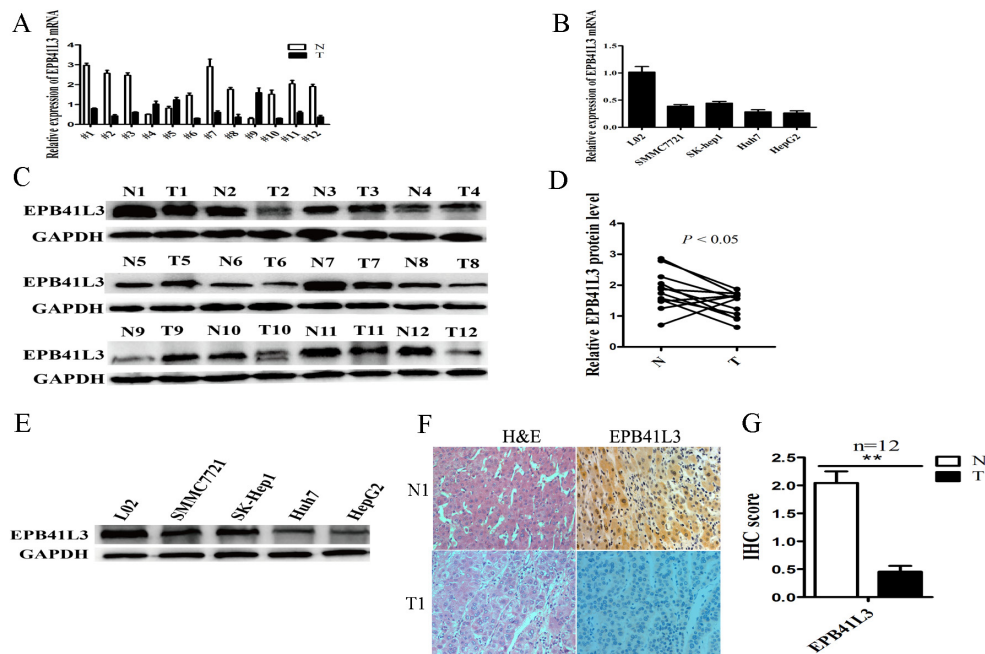 A
Relative expression of EPB41L3 mRNA
4
3
2
1
0
N
T
#1 #2 #3 #4 #5 #6 #7 #8 #9 #10 #11 #12
B
Relative expression of EPB41L3 mRNA
1.5
1.0
0.5
0.0
L02 SMMC7721 SK-hep1 Huh7 HepG2
C
N1 T1 N2 T2 N3 T3 N4 T4
EPB41L3
GAPDH
N5 T5 N6 T6 N7 T7 N8 T8
EPB41L3
GAPDH
N9 T9 N10 T10 N11 T11 N12 T12
EPB41L3
GAPDH
D
Relative EPB41L3 protein level
4
3
2
1
0
P < 0.05
N T
E
L02 SMMC7721 SK-Hep1 Huh7 HepG2
EPB41L3
GAPDH
F
H&E EPB41L3
N1
T1
G
n=12
**
N
T
IHC score
2.5
2.0
1.5
1.0
0.5
0.0
EPB41L3